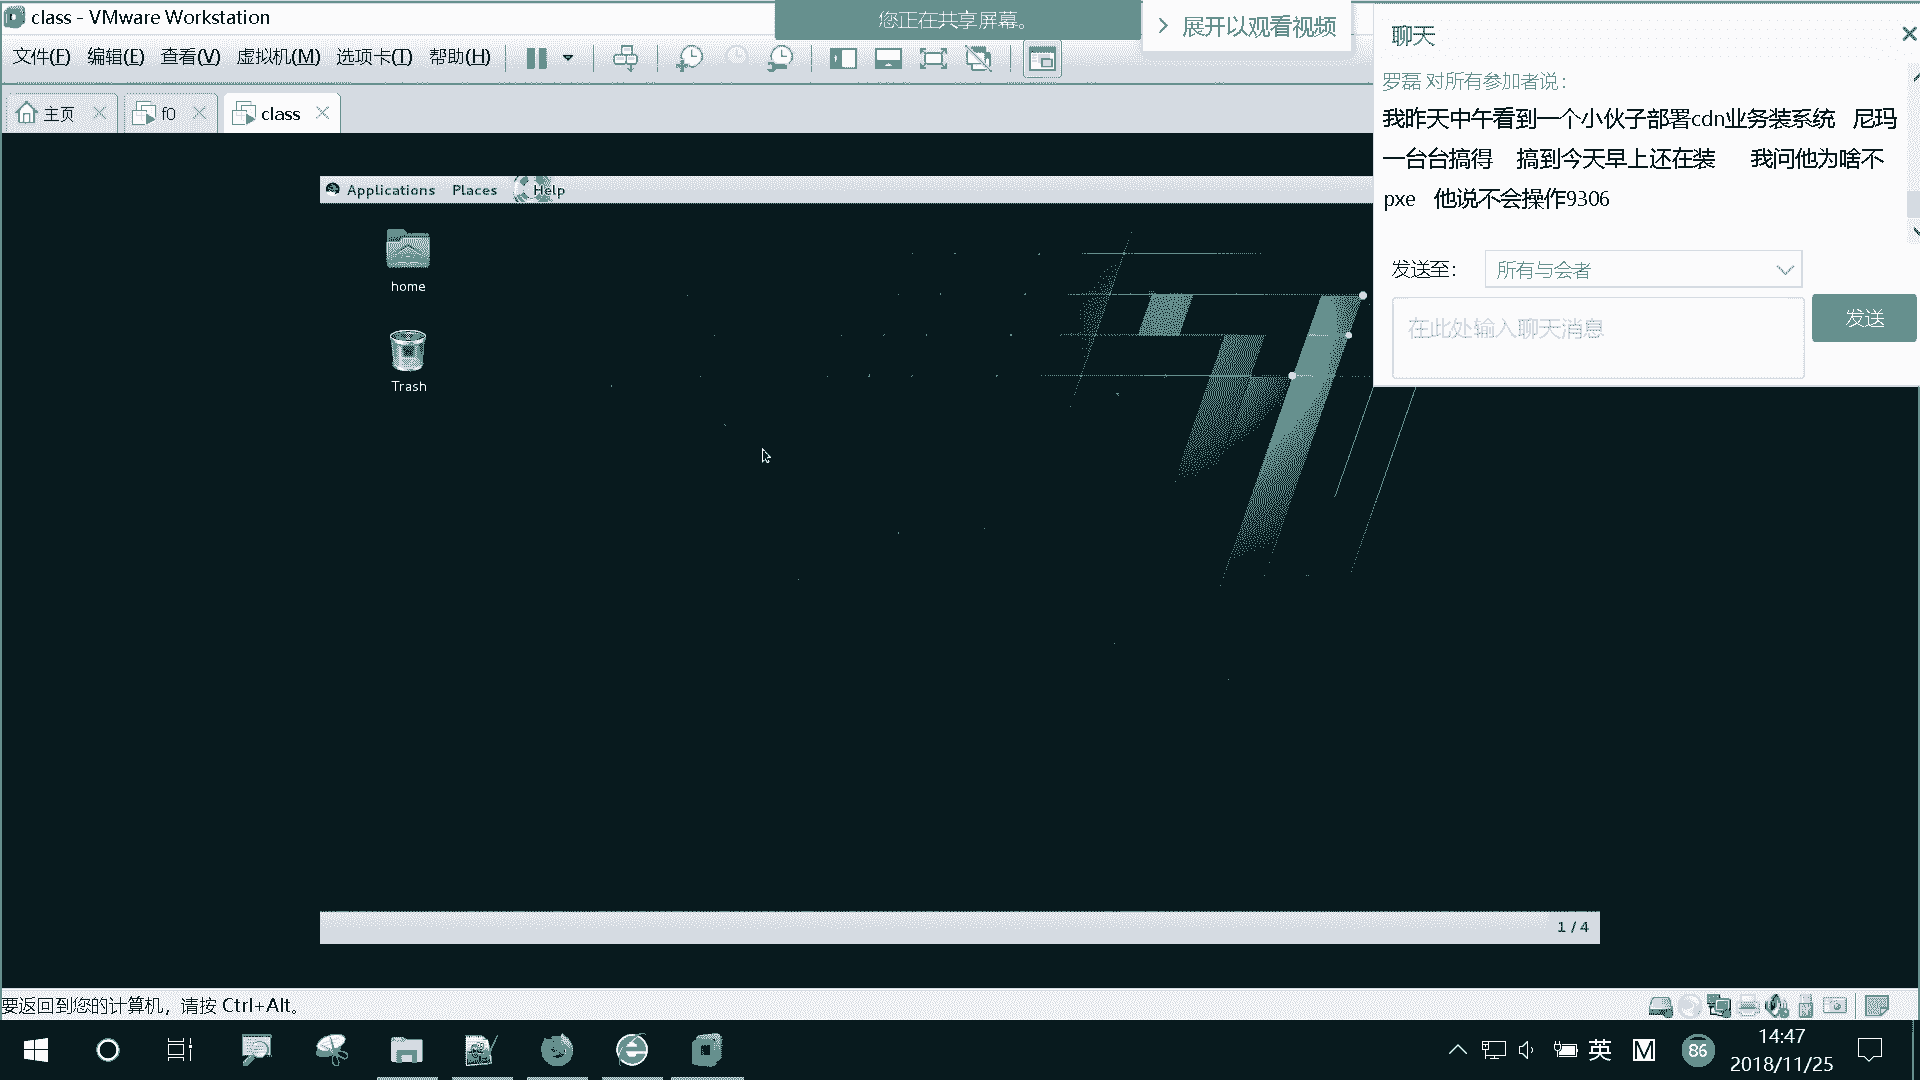 class - VMware Workstation
您正在共享屏幕。
展开以观看视频
文件(F) 编辑(E) 查看(V) 虚拟机(M) 选项卡(T) 帮助(H)
主页
f0
class
聊天
罗磊 对所有参加者说:
我昨天中午看到一个小伙子部署cdn业务装系统 尼玛
一台台搞得 搞到今天早上还在装 我问他为啥不
pxe 他说不会操作9306
发送至:
所有与会者
在此处输入聊天消息
发送
Applications Places Help
home
Trash
1 / 4
要返回到您的计算机，请按 Ctrl+Alt。
英
M
86
14:47
2018/11/25